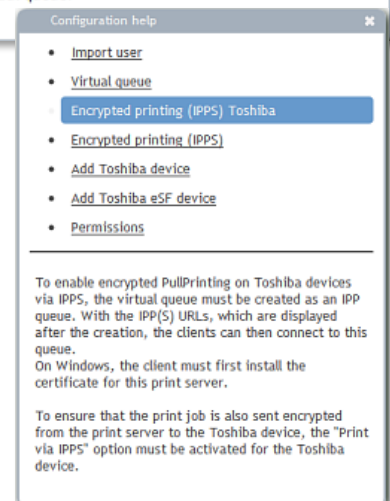 Configuration help
Import user
Virtual queue
Encrypted printing (IPPS) Toshiba
Encrypted printing (IPPS)
Add Toshiba device
Add Toshiba eSF device
Permissions
To enable encrypted PullPrinting on Toshiba devices
via IPPS, the virtual queue must be created as an IPP
queue. With the IPP(S) URLs, which are displayed
after the creation, the clients can then connect to this
queue.
On Windows, the client must first install the
certificate for this print server.
To ensure that the print job is also sent encrypted
from the print server to the Toshiba device, the "Print
via IPPS" option must be activated for the Toshiba
device.